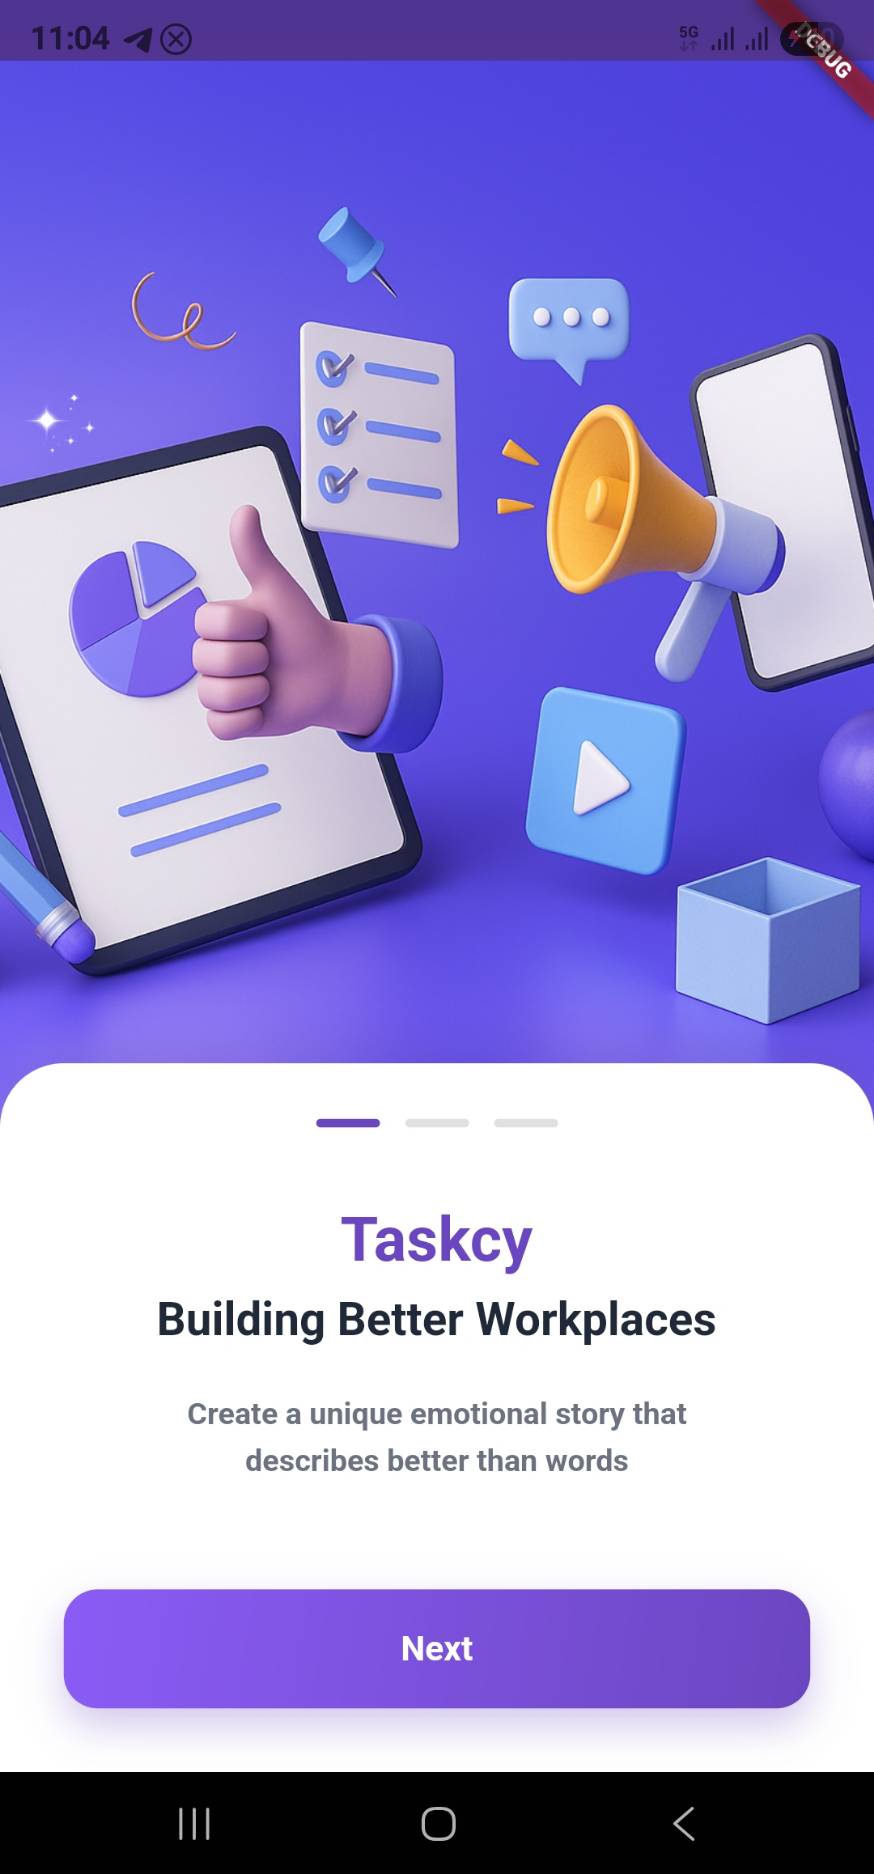 11:04
5G
DEBUG
Taskcy
Building Better Workplaces
Create a unique emotional story that
describes better than words
Next